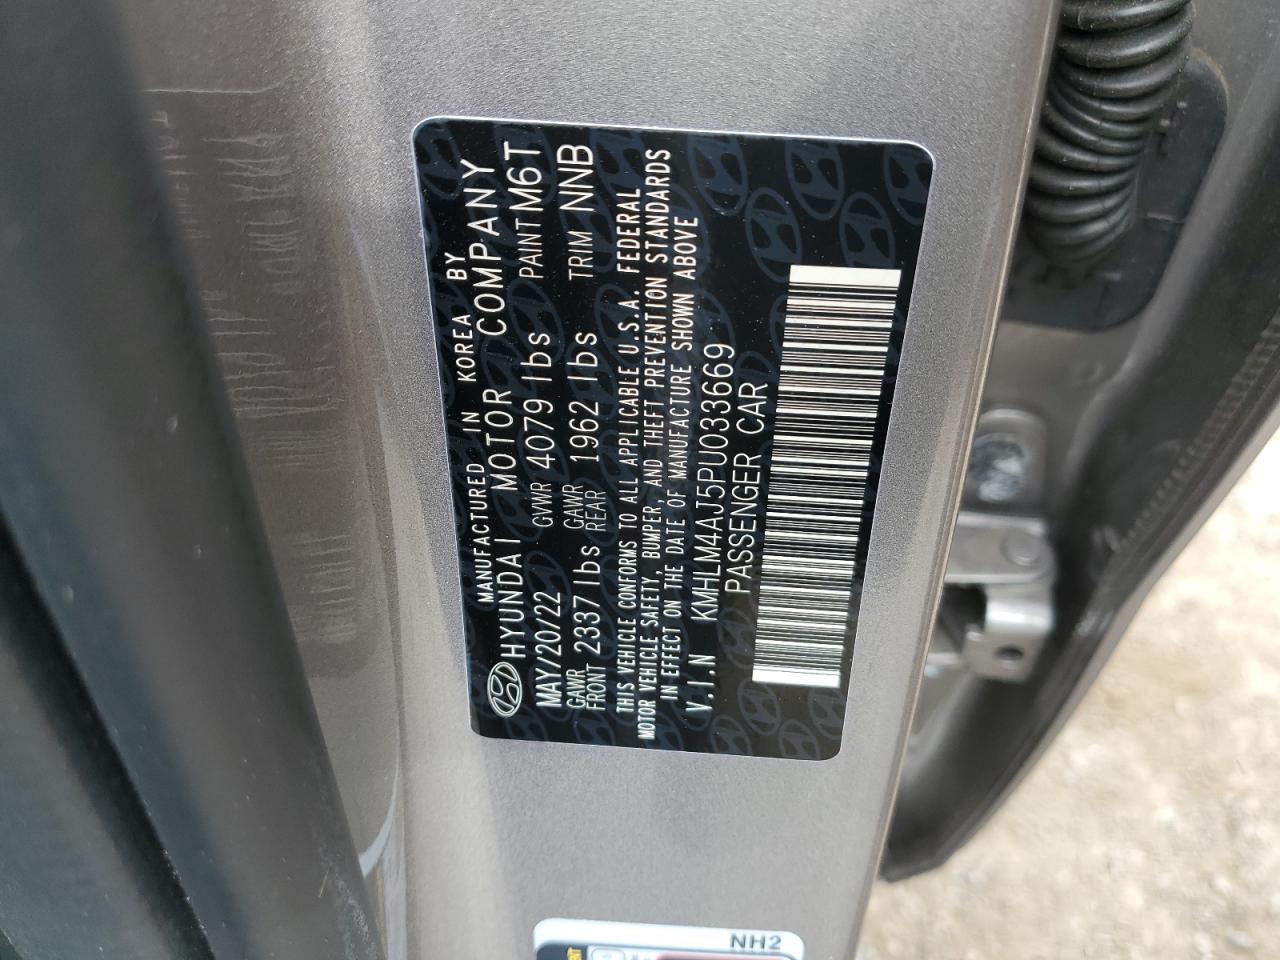 MANUFACTURED IN KOREA BY
HYUNDAI MOTOR COMPANY
MAY/20/22 GVWR 4079 lbs PAINT M6T
GAWR FRONT 2337 lbs GAWR REAR 1962 lbs TRIM NNB
THIS VEHICLE CONFORMS TO ALL APPLICABLE U.S.A. FEDERAL
MOTOR VEHICLE SAFETY, BUMPER, AND THEFT PREVENTION STANDARDS
IN EFFECT ON THE DATE OF MANUFACTURE SHOWN ABOVE
V.I.N KMHLM4AJ5PU033669
PASSENGER CAR
NH2